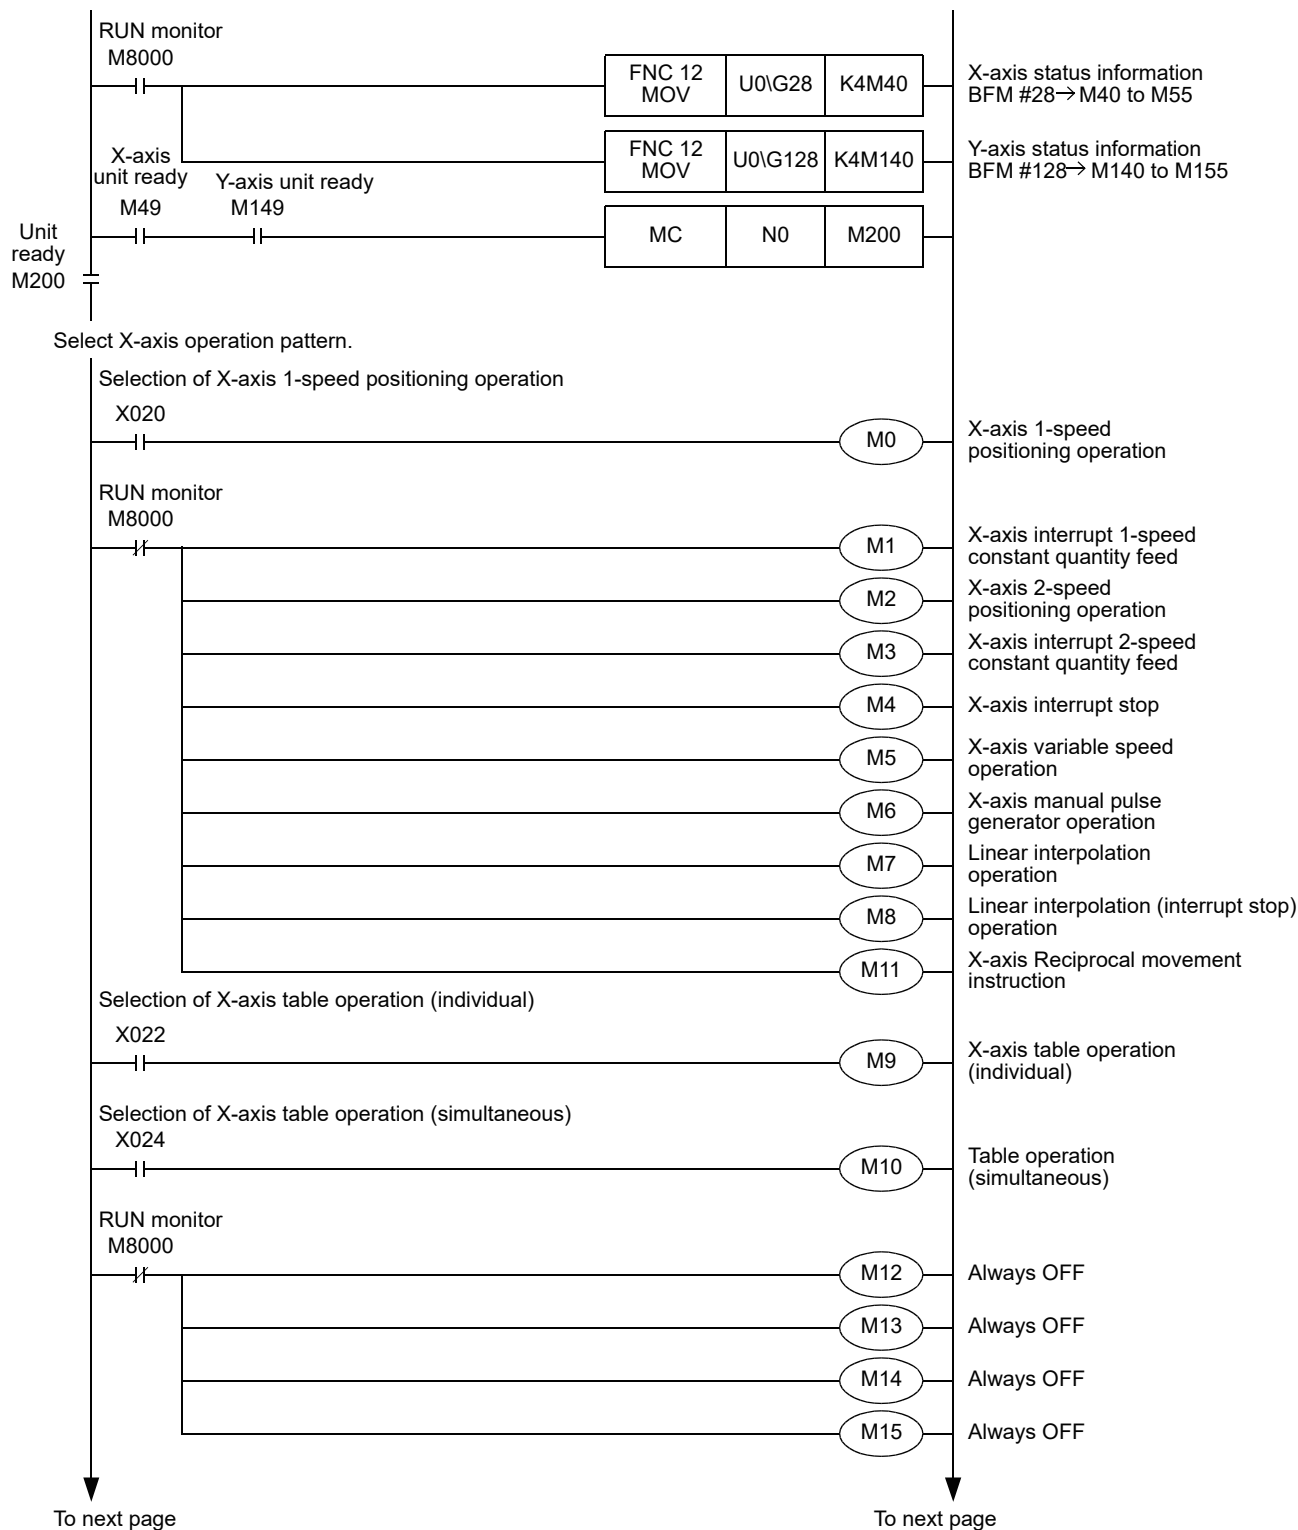 RUN monitor
M8000
FNC 12
MOV
U0\G28
K4M40
X-axis status information
BFM #28→M40 to M55
FNC 12
MOV
U0\G128
K4M140
Y-axis status information
BFM #128→ M140 to M155
X-axis
unit ready
M49
Y-axis unit ready
M149
MC
N0
M200
Unit
ready
M200
Select X-axis operation pattern.
Selection of X-axis 1-speed positioning operation
X020
M0
X-axis 1-speed
positioning operation
RUN monitor
M8000
M1
X-axis interrupt 1-speed
constant quantity feed
M2
X-axis 2-speed
positioning operation
M3
X-axis interrupt 2-speed
constant quantity feed
M4
X-axis interrupt stop
M5
X-axis variable speed
operation
M6
X-axis manual pulse
generator operation
M7
Linear interpolation
operation
M8
Linear interpolation (interrupt stop)
operation
M11
X-axis Reciprocal movement
instruction
Selection of X-axis table operation (individual)
X022
M9
X-axis table operation
(individual)
Selection of X-axis table operation (simultaneous)
X024
M10
Table operation
(simultaneous)
RUN monitor
M8000
M12
Always OFF
M13
Always OFF
M14
Always OFF
M15
Always OFF
To next page
To next page